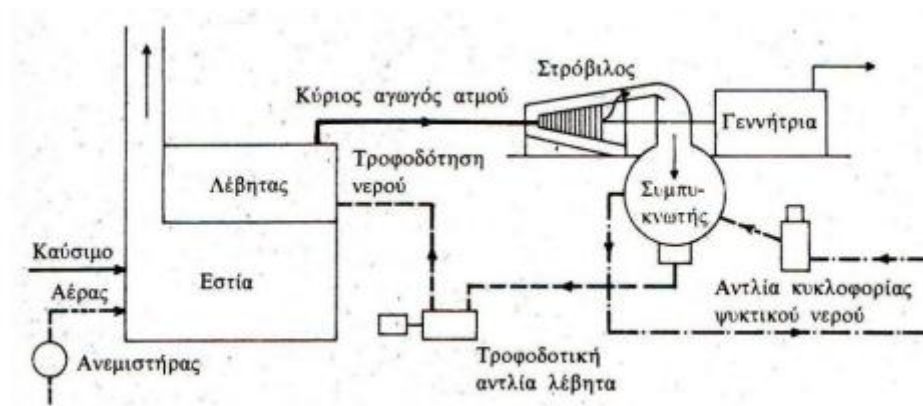 Στρόβιλος
Κύριος αγωγός ατμού
Γεννήτρια
Τροφοδότηση
νερού
Λέβητας
Συμπυ-
κνωτής
Καύσιμο
Εστία
Αέρας
Αντλία κυκλοφορίας
ψυκτικού νερού
Ανεμιστήρας
Τροφοδοτική
αντλία λέβητα